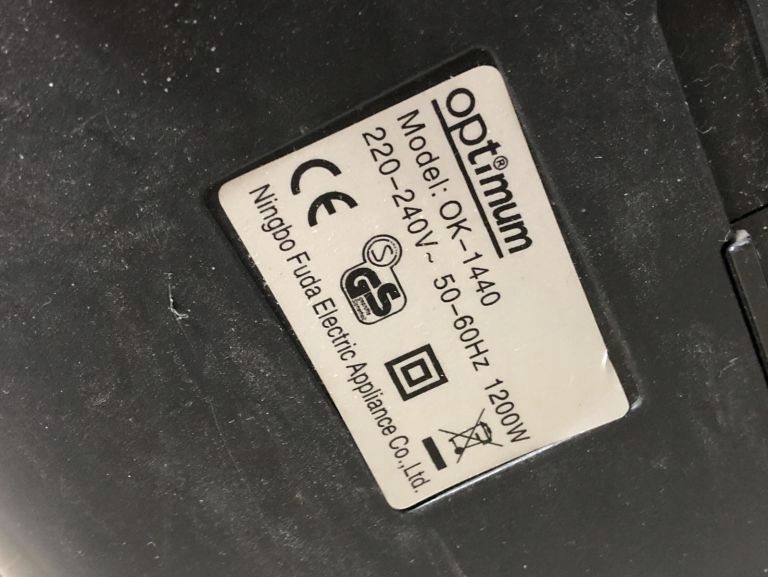 optimum®
Model: OK-1440
220-240V~ 50-60Hz 1200W
CE
S
GS
Ningbo Fuda Electric Appliance Co.,Ltd.